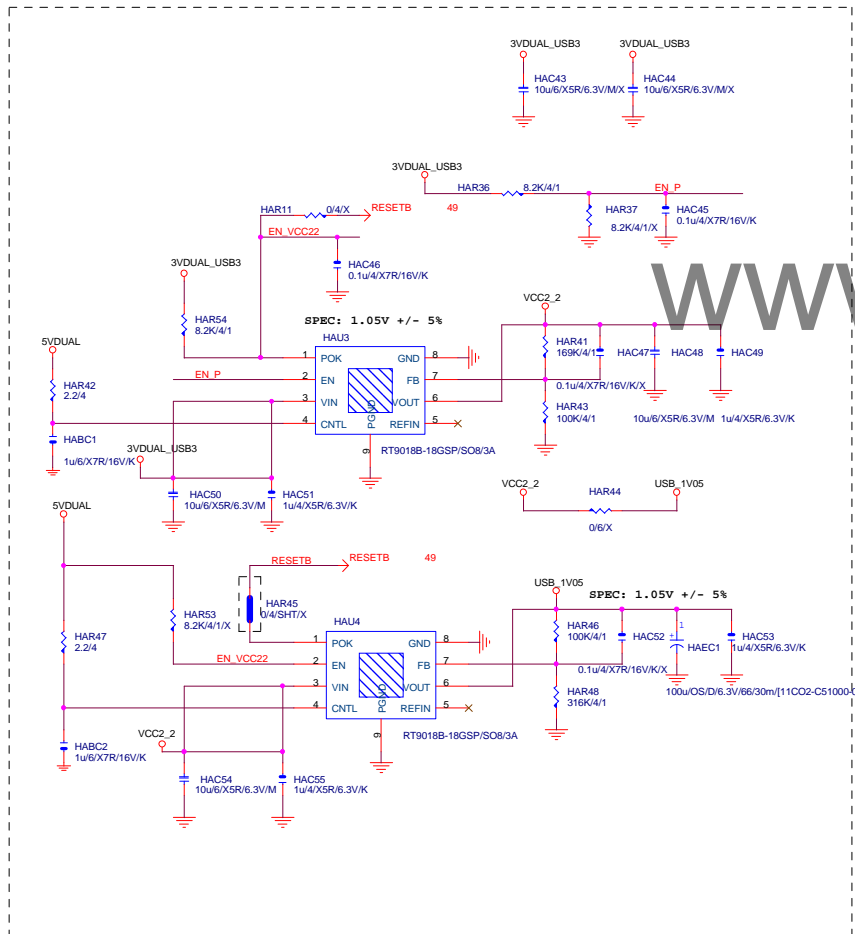 3VDUAL_USB3
3VDUAL_USB3
HAC43
10u/6/X5R/6.3V/M/X
HAC44
10u/6/X5R/6.3V/M/X
3VDUAL_USB3
HAR36
8.2K/4/1
EN_P
HAR11
0/4/X
RESETB
49
HAR37
8.2K/4/1/X
HAC45
0.1u/4/X7R/16V/K
EN_VCC22
HAC46
0.1u/4/X7R/16V/K
3VDUAL_USB3
WWW
VCC2_2
HAR54
8.2K/4/1
SPEC: 1.05V +/- 5%
HAU3
5VDUAL
HAR41
169K/4/1
HAC47
HAC48
HAC49
1
POK
GND
8
EN_P
2
EN
FB
7
HAR42
2.2/4
0.1u/4/X7R/16V/K/X
3
VIN
VOUT
6
HAR43
100K/4/1
10u/6/X5R/6.3V/M
1u/4/X5R/6.3V/K
4
CNTL
PGND
REFIN
5
HABC1
1u/6/X7R/16V/K
3VDUAL_USB3
9
RT9018B-18GSP/SO8/3A
HAC50
10u/6/X5R/6.3V/M
HAC51
1u/4/X5R/6.3V/K
VCC2_2
HAR44
0/6/X
USB_1V05
5VDUAL
RESETB
RESETB
49
USB_1V05
SPEC: 1.05V +/- 5%
HAR45
0/4/SHT/X
HAR53
8.2K/4/1/X
HAU4
HAR46
100K/4/1
HAC52
1
HAEC1
HAC53
1u/4/X5R/6.3V/K
HAR47
2.2/4
1
POK
GND
8
EN_VCC22
2
EN
FB
7
0.1u/4/X7R/16V/K/X
3
VIN
VOUT
6
HAR48
316K/4/1
100u/OS/D/6.3V/66/30m/[11CO2-C51000-
4
CNTL
PGND
REFIN
5
HABC2
1u/6/X7R/16V/K
VCC2_2
9
RT9018B-18GSP/SO8/3A
HAC54
10u/6/X5R/6.3V/M
HAC55
1u/4/X5R/6.3V/K